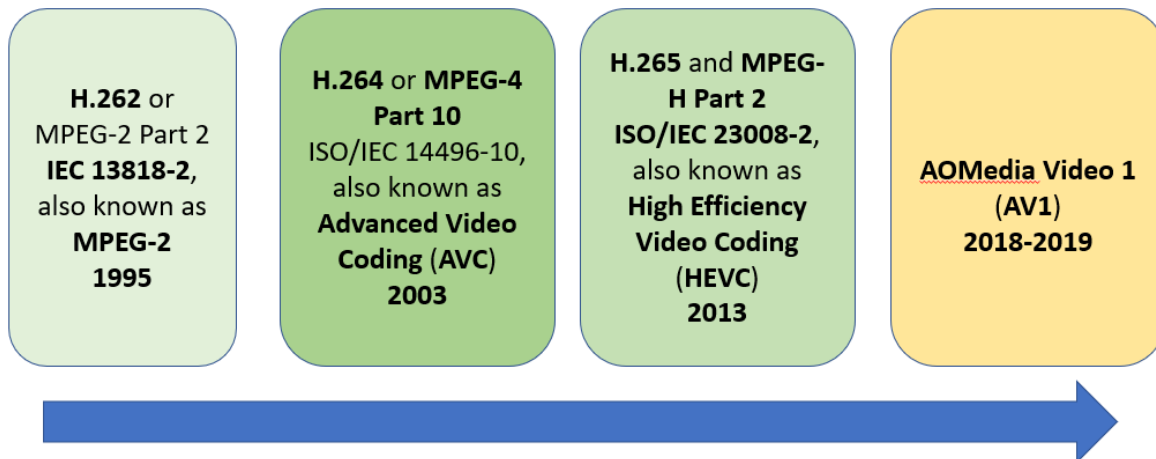 H.262 or
MPEG-2 Part 2
IEC 13818-2,
also known as
MPEG-2
1995
H.264 or MPEG-4
Part 10
ISO/IEC 14496-10,
also known as
Advanced Video
Coding (AVC)
2003
H.265 and MPEG-
H Part 2
ISO/IEC 23008-2,
also known as
High Efficiency
Video Coding
(HEVC)
2013
AOMedia Video 1
(AV1)
2018-2019